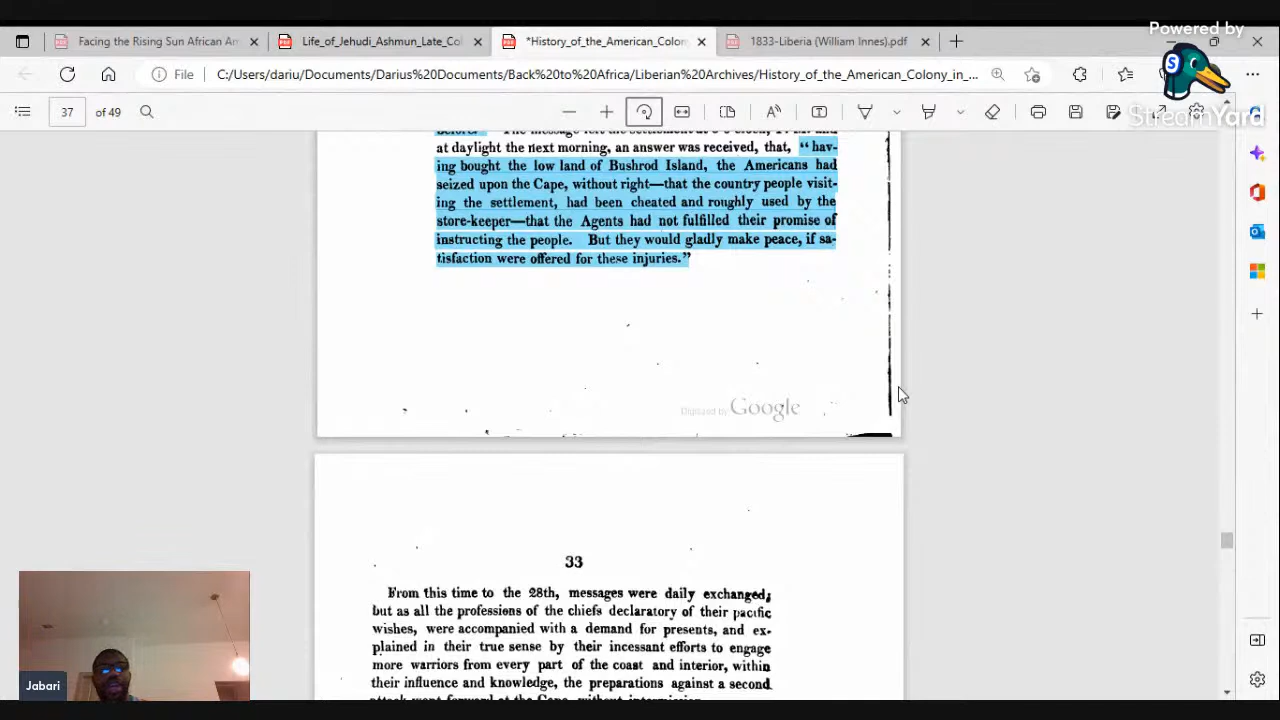 Powered by
StreamYard
Facing the Rising Sun African Am
Life_of_Jehudi_Ashmun_Late_Col
*History_of_the_American_Colony
1833-Liberia (William Innes).pdf
File
C:/Users/dariu/Documents/Darius%20Documents/Back%20to%20Africa/Liberian%20Archives/History_of_the_American_Colony_in_...
37 of 49
at daylight the next morning, an answer was received, that, “hav-
ing bought the low land of Bushrod Island, the Americans had
seized upon the Cape, without right—that the country people visit-
ing the settlement, had been cheated and roughly used by the
store-keeper—that the Agents had not fulfilled their promise of
instructing the people. But they would gladly make peace, if sa-
tisfaction were offered for these injuries.”
Digitized by Google
33
From this time to the 28th, messages were daily exchanged;
but as all the professions of the chiefs declaratory of their pacific
wishes, were accompanied with a demand for presents, and ex-
plained in their true sense by their incessant efforts to engage
more warriors from every part of the coast and interior, within
their influence and knowledge, the preparations against a second
Jabari